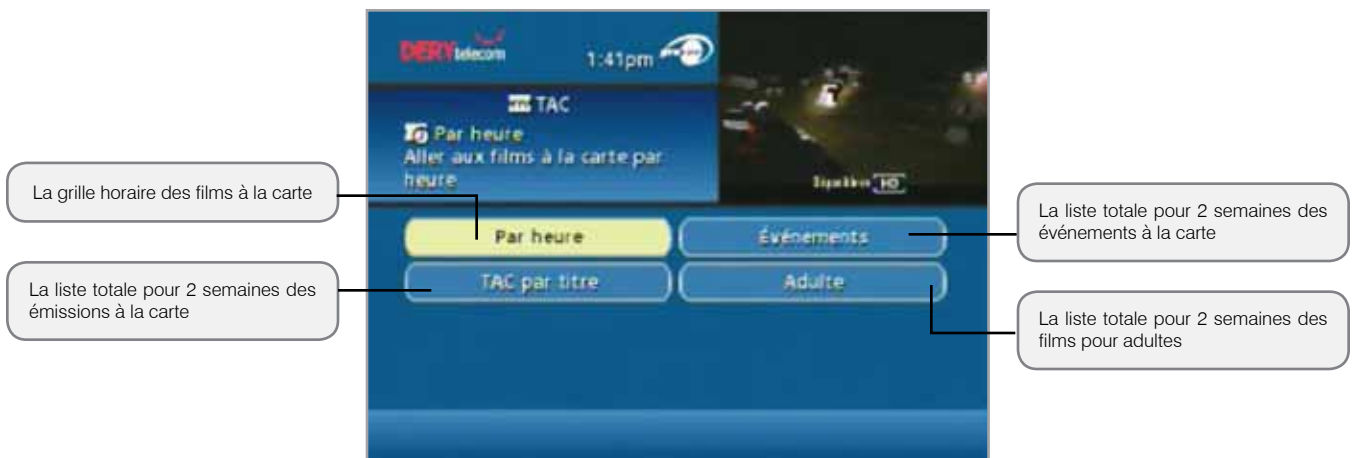 DERYtelecom
1:41pm
TAC
Par heure
Aller aux films à la carte par
heure
HD
La grille horaire des films à la carte
Par heure
Événements
La liste totale pour 2 semaines des
événements à la carte
La liste totale pour 2 semaines des
émissions à la carte
TAC par titre
Adulte
La liste totale pour 2 semaines des
films pour adultes